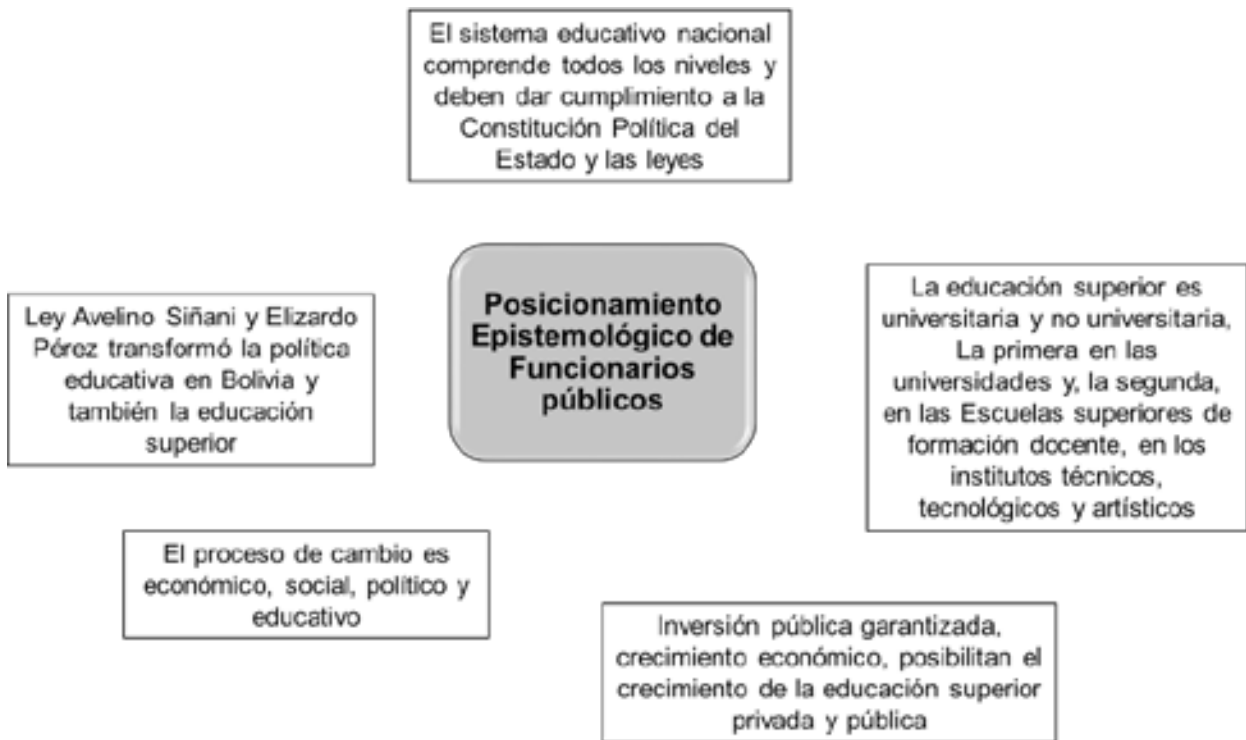 El sistema educativo nacional
comprende todos los niveles y
deben dar cumplimiento a la
Constitución Política del
Estado y las leyes
Posicionamiento
Epistemológico de
Funcionarios
públicos
La educación superior es
universitaria y no universitaria,
La primera en las
universidades y, la segunda,
en las Escuelas superiores de
formación docente, en los
institutos técnicos,
tecnológicos y artísticos
Ley Avelino Siñani y Elizardo
Pérez transformó la política
educativa en Bolivia y
también la educación
superior
El proceso de cambio es
económico, social, político y
educativo
Inversión pública garantizada,
crecimiento económico, posibilitan el
crecimiento de la educación superior
privada y pública